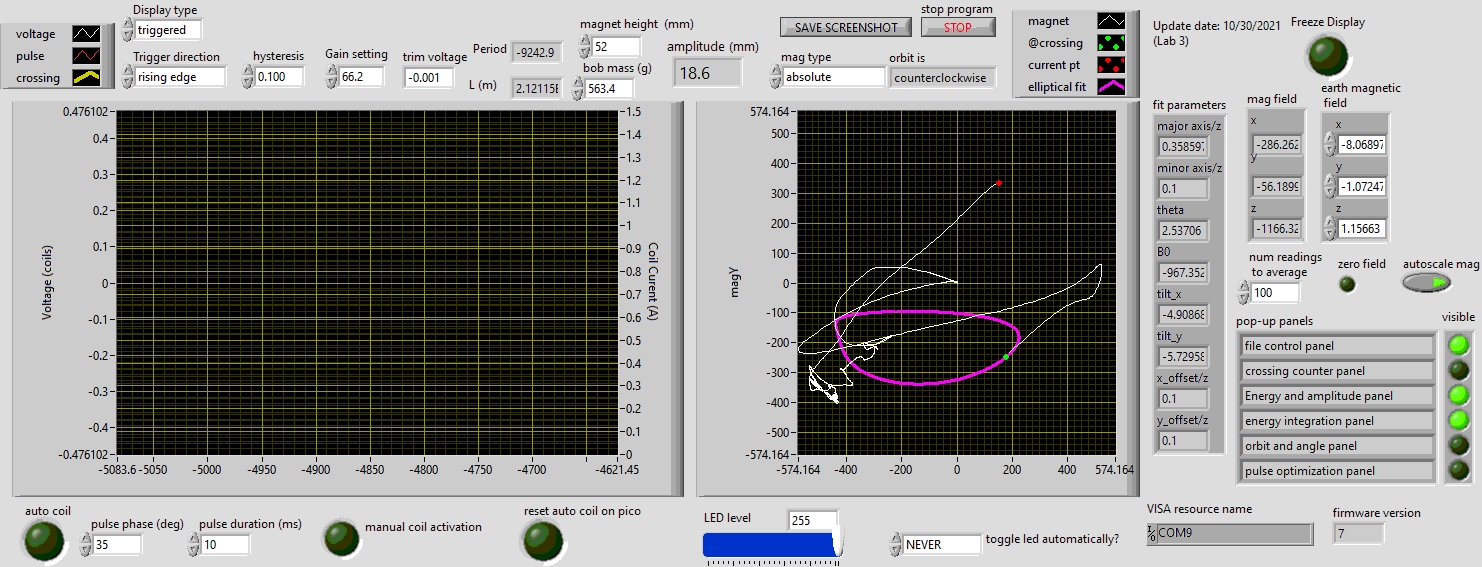 voltage
pulse
crossing
Display type
triggered
Trigger direction
rising edge
hysteresis
0.100
Gain setting
66.2
trim voltage
-0.001
Period
-9242.9
L (m)
2.12115E
magnet height (mm)
52
bob mass (g)
563.4
amplitude (mm)
18.6
SAVE SCREENSHOT
stop program
STOP
mag type
absolute
orbit is
counterclockwise
magnet
@crossing
current pt
elliptical fit
Update date: 10/30/2021
(Lab 3)
Freeze Display
Voltage (coils)
0.476102
0.4
0.3
0.2
0.1
0
-0.1
-0.2
-0.3
-0.4
-0.476102
-5083.6
-5050
-5000
-4950
-4900
-4850
-4800
-4750
-4700
-4621.45
1.5
1.4
1.3
1.2
1.1
1
0.9
0.8
0.7
0.6
0.5
0.4
0.3
0.2
0.1
0
Coil Curent (A)
magy
574.164
500
400
300
200
100
0
-100
-200
-300
-400
-500
-574.164
-574.164
-400
-200
0
200
400
574.164
fit parameters
major axis/z
0.35859
minor axis/z
0.1
theta
2.53706
B0
-967.352
tilt_x
-4.9086
tilt_y
-5.7295
x_offset/z
0.1
y_offset/z
0.1
mag field
x
-286.262
y
-56.189
z
-1166.32
earth magnetic
field
x
-8.06897
y
-1.07247
z
1.15663
num readings
to average
100
zero field
autoscale mag
pop-up panels
visible
file control panel
crossing counter panel
Energy and amplitude panel
energy integration panel
orbit and angle panel
pulse optimization panel
auto coil
pulse phase (deg)
35
pulse duration (ms)
10
manual coil activation
reset auto coil on pico
LED level
255
NEVER
toggle led automatically?
VISA resource name
COM9
firmware version
7